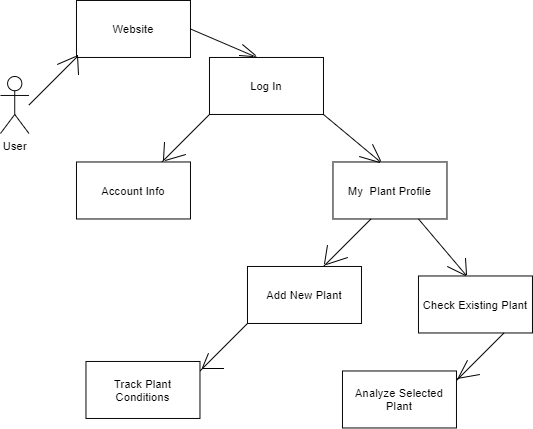 Website
Log In
User
Account Info
My Plant Profile
Add New Plant
Check Existing Plant
Track Plant
Conditions
Analyze Selected
Plant